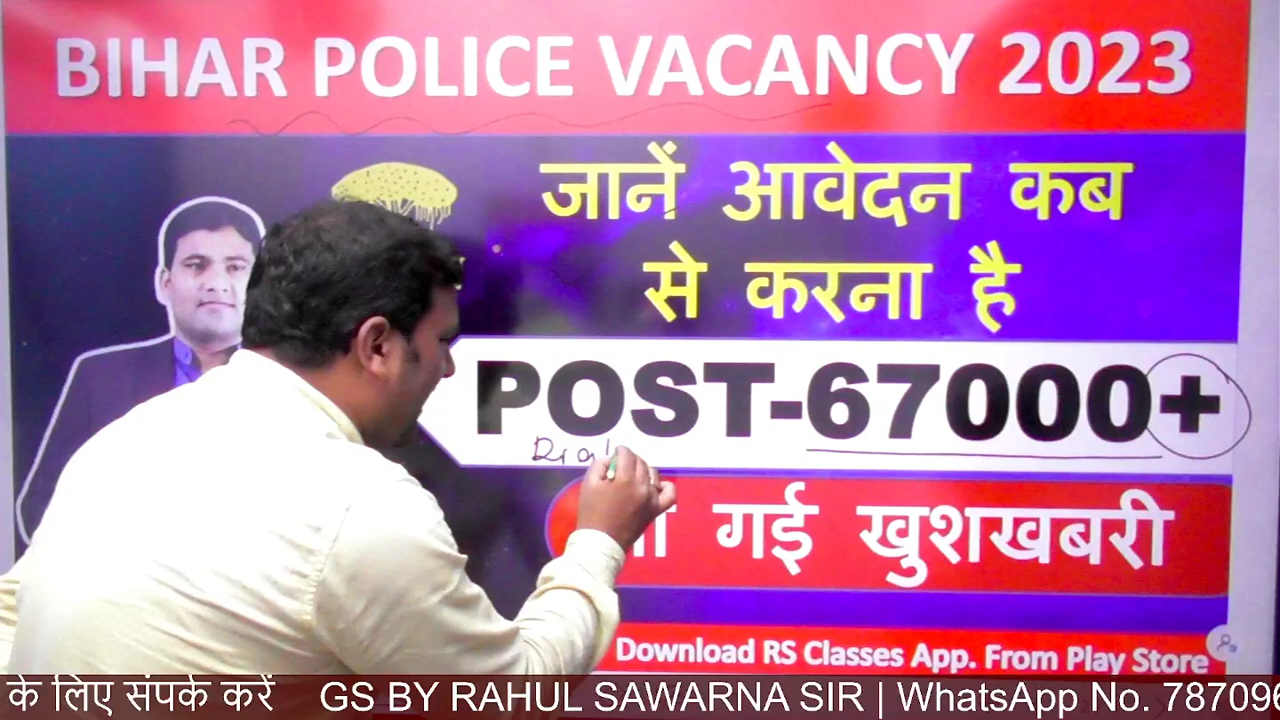 BIHAR POLICE VACANCY 2023
जानें आवेदन कब
से करना है
POST-67000+
गई खुशखबरी
Download RS Classes App. From Play Store
के लिए संपर्क करें GS BY RAHUL SAWARNA SIR | WhatsApp No. 787096